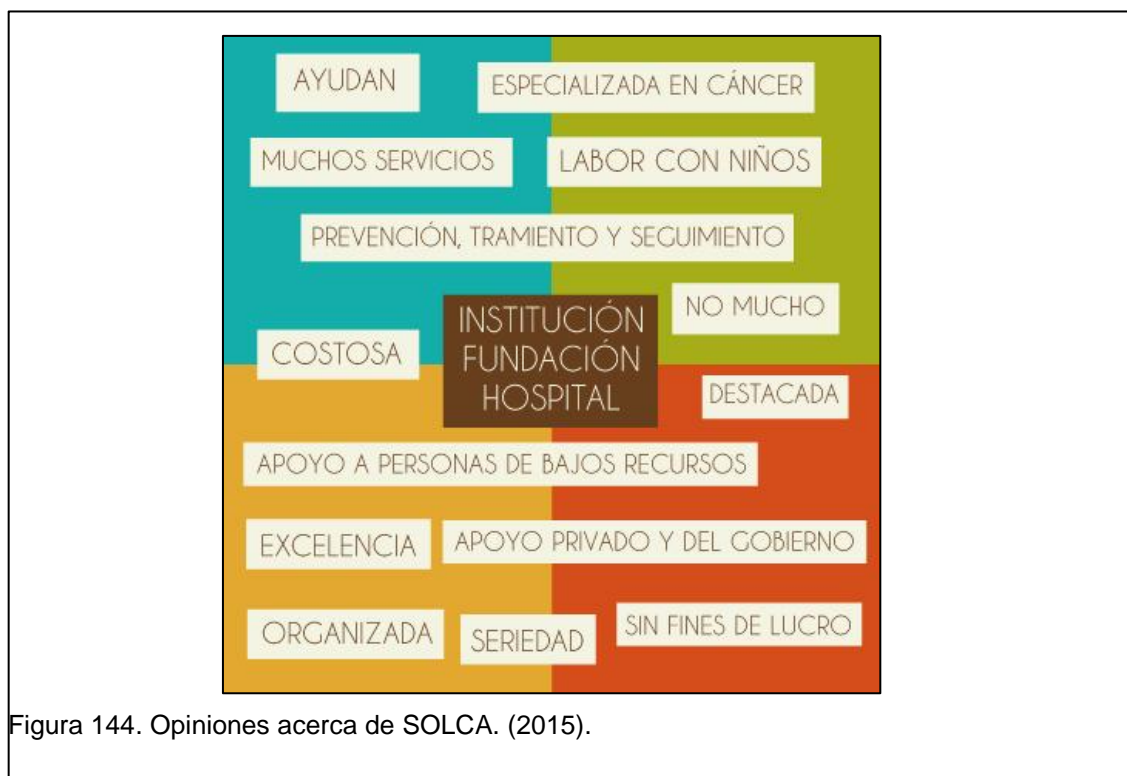 AYUDAN
ESPECIALIZADA EN CÁNCER
MUCHOS SERVICIOS
LABOR CON NIÑOS
PREVENCIÓN, TRAMIENTO Y SEGUIMIENTO
NO MUCHO
INSTITUCIÓN
FUNDACIÓN
HOSPITAL
COSTOSA
DESTACADA
APOYO A PERSONAS DE BAJOS RECURSOS
EXCELENCIA
APOYO PRIVADO Y DEL GOBIERNO
ORGANIZADA
SERIEDAD
SIN FINES DE LUCRO
Figura 144. Opiniones acerca de SOLCA. (2015).